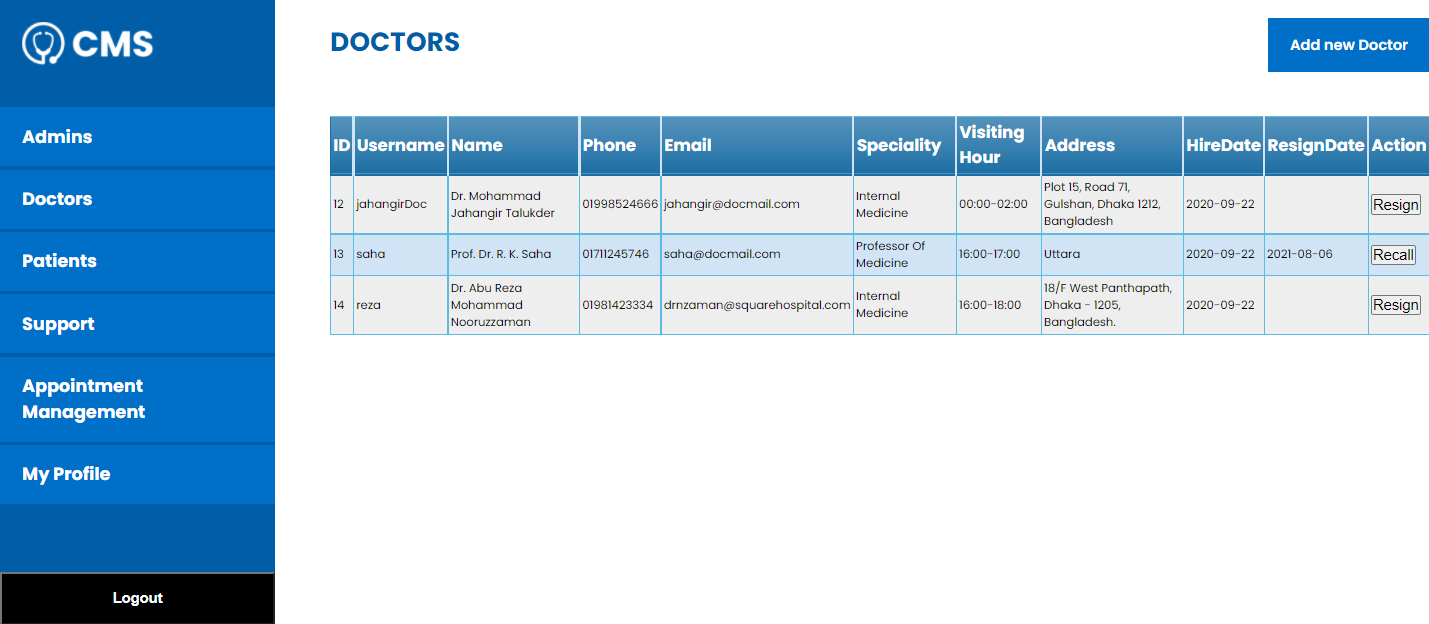 CMS
DOCTORS
Add new Doctor
Admins
Doctors
Patients
Support
Appointment
Management
My Profile
Logout
ID Username Name Phone Email Speciality Visiting Hour Address HireDate ResignDate Action
12 jahangirDoc Dr. Mohammad Jahangir Talukder 01998524666 jahangir@docmail.com Internal Medicine 00:00-02:00 Plot 15, Road 71, Gulshan, Dhaka 1212, Bangladesh 2020-09-22 Resign
13 saha Prof. Dr. R. K. Saha 01711245746 saha@docmail.com Professor Of Medicine 16:00-17:00 Uttara 2020-09-22 2021-08-06 Recall
14 reza Dr. Abu Reza Mohammad Nooruzzaman 01981423334 drnzaman@squarehospital.com Internal Medicine 16:00-18:00 18/F West Panthapath, Dhaka - 1205, Bangladesh. 2020-09-22 Resign